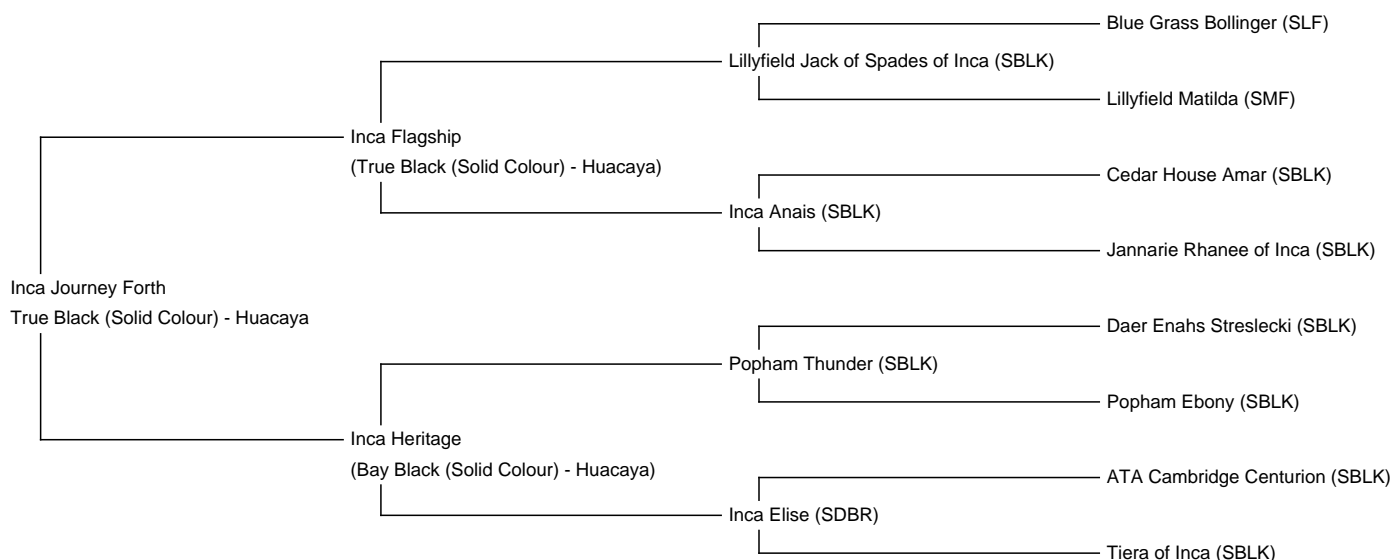 Blue Grass Bollinger (SLF)
Lillyfield Jack of Spades of Inca (SBLK)
Lillyfield Matilda (SMF)
Inca Flagship
(True Black (Solid Colour) - Huacaya)
Cedar House Amar (SBLK)
Inca Anais (SBLK)
Jannarie Rhanee of Inca (SBLK)
Inca Journey Forth
True Black (Solid Colour) - Huacaya
Daer Enahs Streslecki (SBLK)
Popham Thunder (SBLK)
Popham Ebony (SBLK)
Inca Heritage
(Bay Black (Solid Colour) - Huacaya)
ATA Cambridge Centurion (SBLK)
Inca Elise (SDBR)
Tiera of Inca (SBLK)